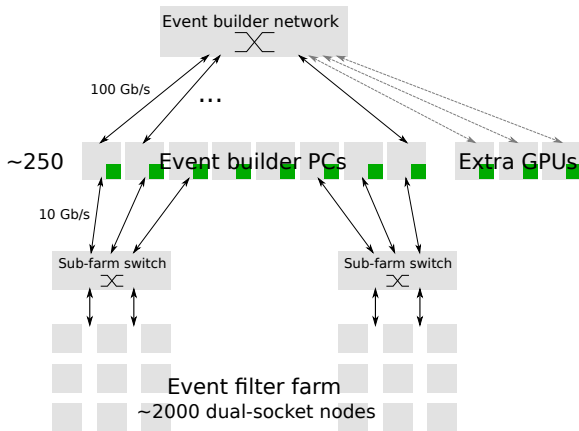 Event builder network
100 Gb/s
...
~250
Event builder PCs
Extra GPUs
10 Gb/s
Sub-farm switch
Sub-farm switch
Event filter farm
~2000 dual-socket nodes